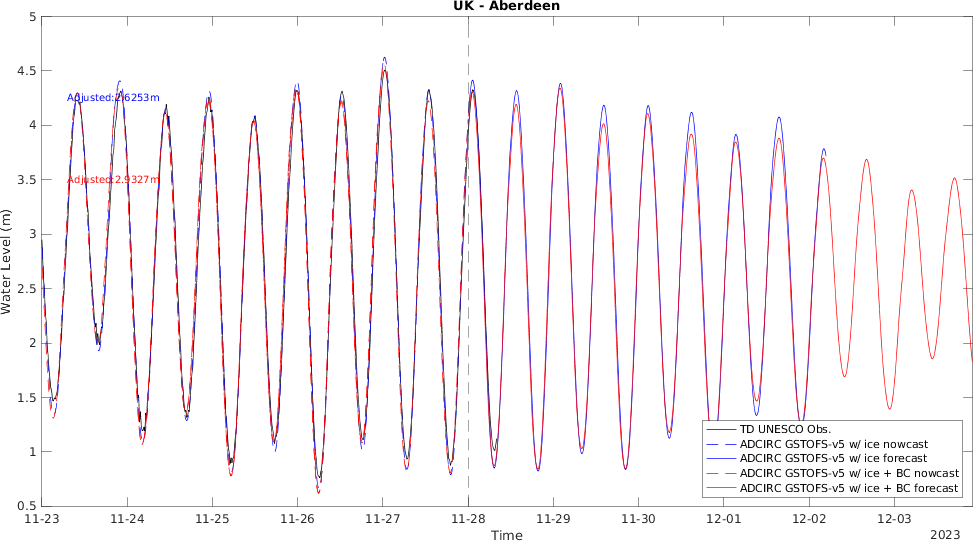 UK - Aberdeen
5
4.5
4
3.5
3
2.5
2
1.5
1
0.5
Water Level (m)
Adjusted:2.6253m
Adjusted:2.9327m
TD UNESCO Obs.
ADCIRC GSTOFS-v5 w/ ice nowcast
ADCIRC GSTOFS-v5 w/ ice forecast
ADCIRC GSTOFS-v5 w/ ice + BC nowcast
ADCIRC GSTOFS-v5 w/ ice + BC forecast
11-23 11-24 11-25 11-26 11-27 11-28 11-29 11-30 12-01 12-02 12-03
Time
2023